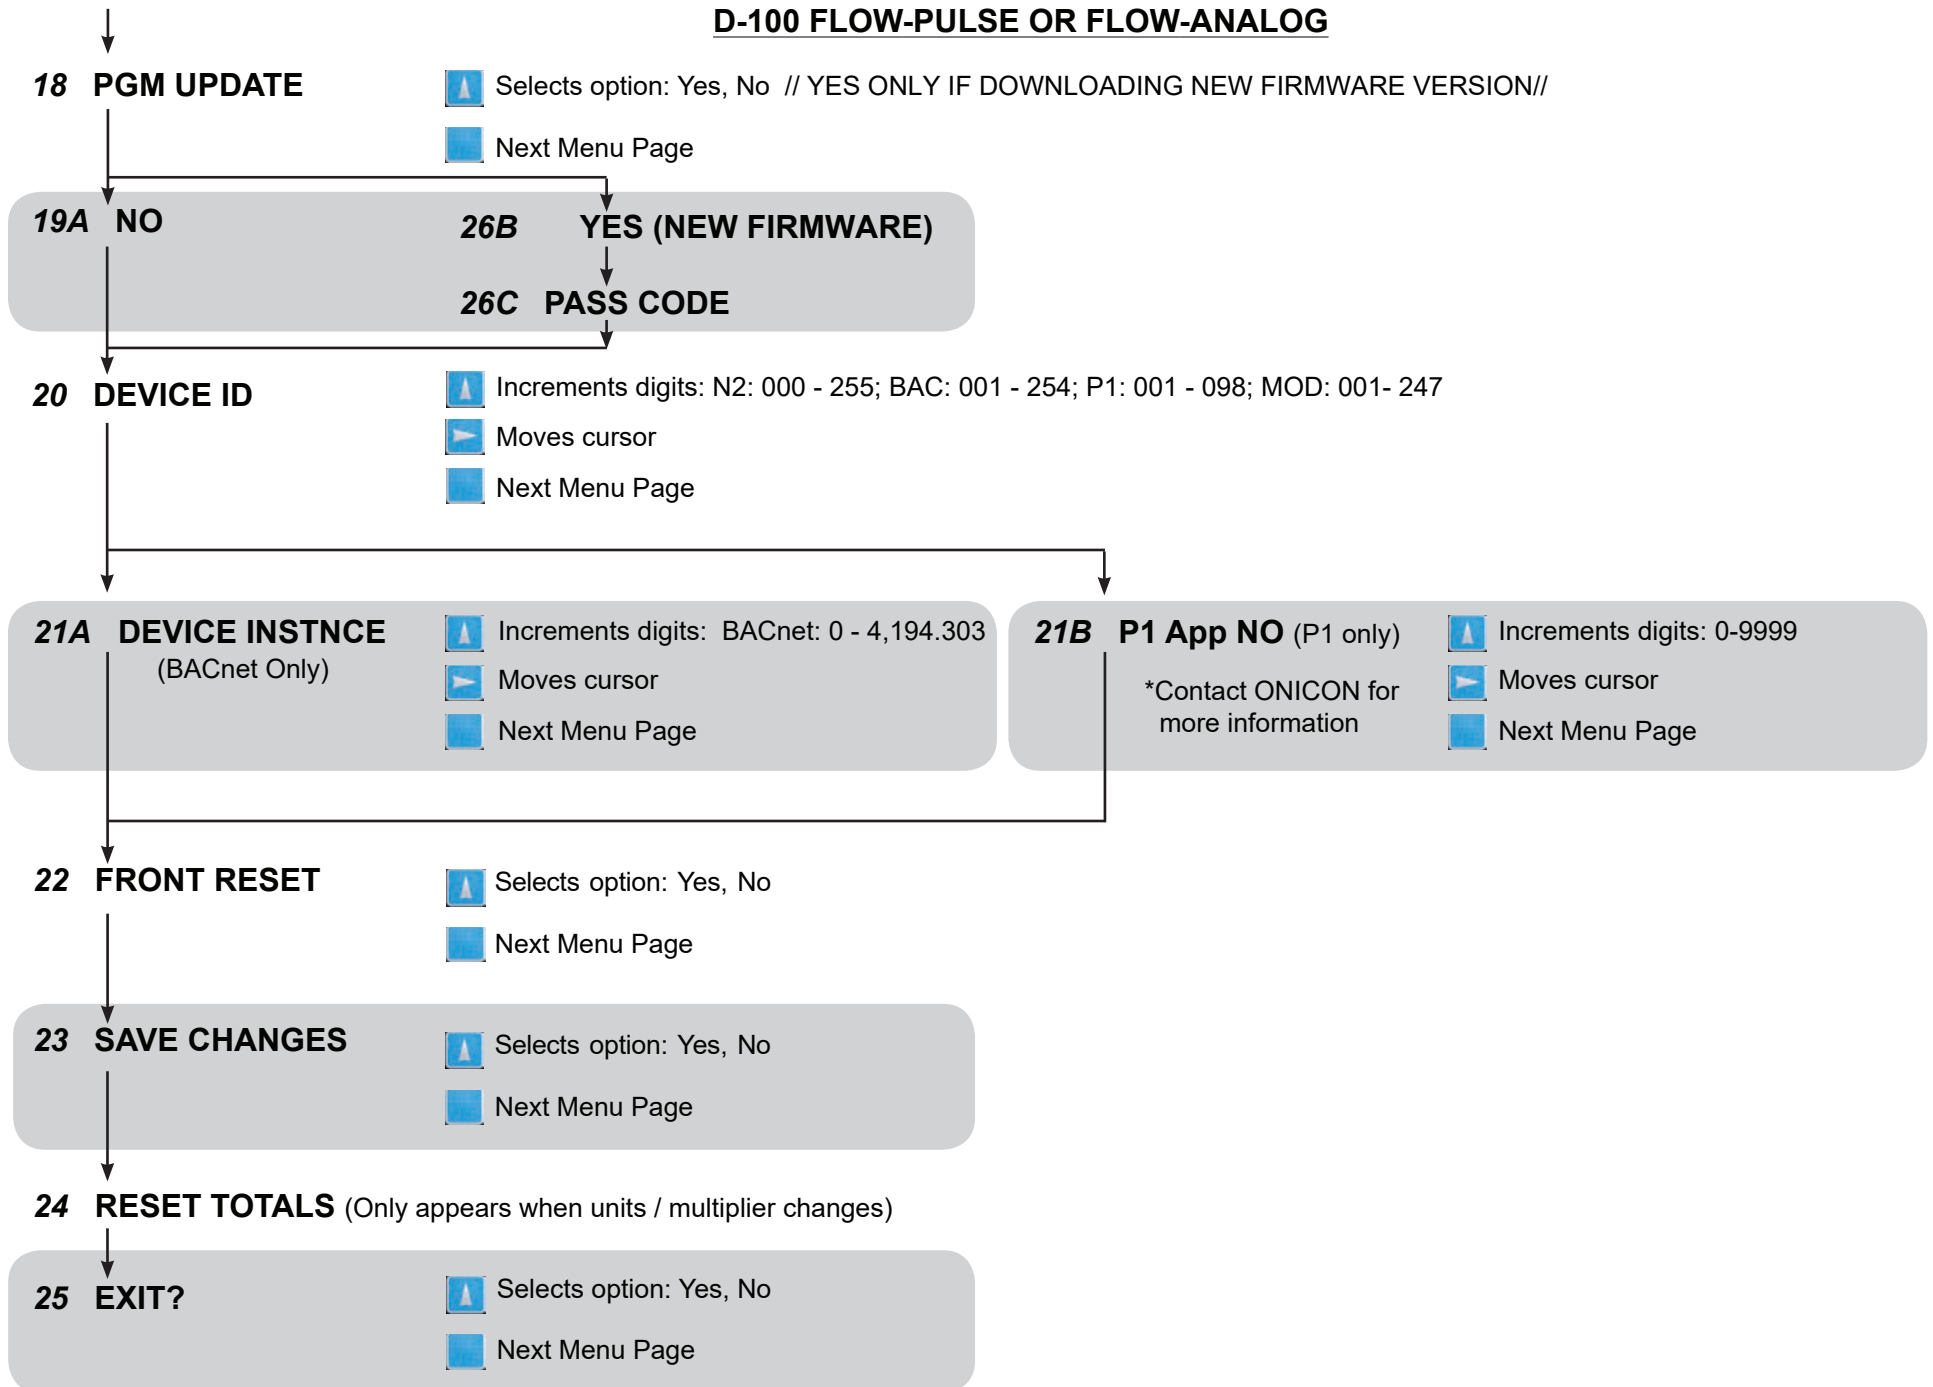 D-100 FLOW-PULSE OR FLOW-ANALOG
18 PGM UPDATE
Selects option: Yes, No // YES ONLY IF DOWNLOADING NEW FIRMWARE VERSION//
Next Menu Page
19A NO
26B YES (NEW FIRMWARE)
26C PASS CODE
20 DEVICE ID
Increments digits: N2: 000 - 255; BAC: 001 - 254; P1: 001 - 098; MOD: 001- 247
Moves cursor
Next Menu Page
21A DEVICE INSTNCE
(BACnet Only)
Increments digits: BACnet: 0 - 4,194.303
Moves cursor
Next Menu Page
21B P1 App NO (P1 only)
*Contact ONICON for
more information
Increments digits: 0-9999
Moves cursor
Next Menu Page
22 FRONT RESET
Selects option: Yes, No
Next Menu Page
23 SAVE CHANGES
Selects option: Yes, No
Next Menu Page
24 RESET TOTALS (Only appears when units / multiplier changes)
25 EXIT?
Selects option: Yes, No
Next Menu Page